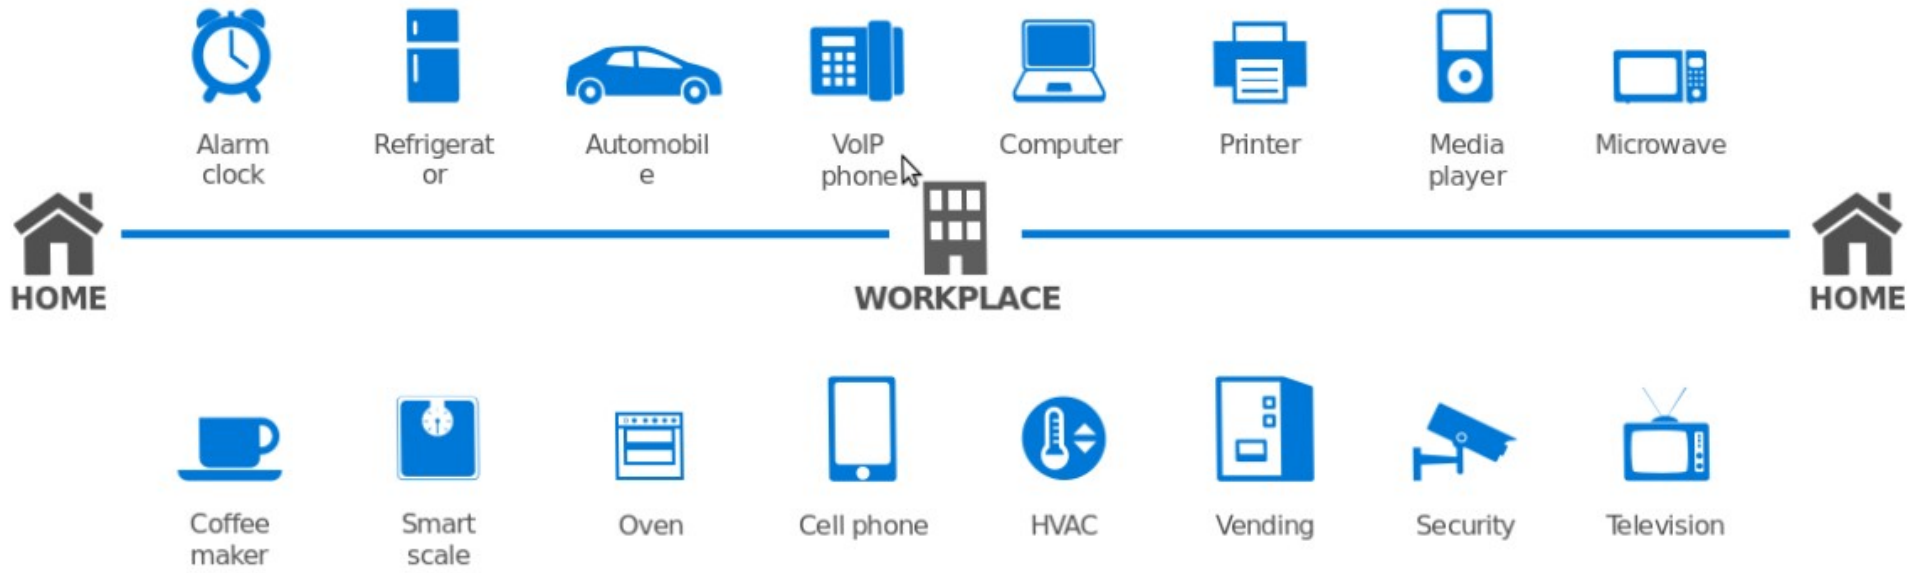 Alarm
clock
Refrigerat
or
Automobil
e
VoIP
phone
Computer
Printer
Media
player
Microwave
HOME
WORKPLACE
HOME
Coffee
maker
Smart
scale
Oven
Cell phone
HVAC
Vending
Security
Television